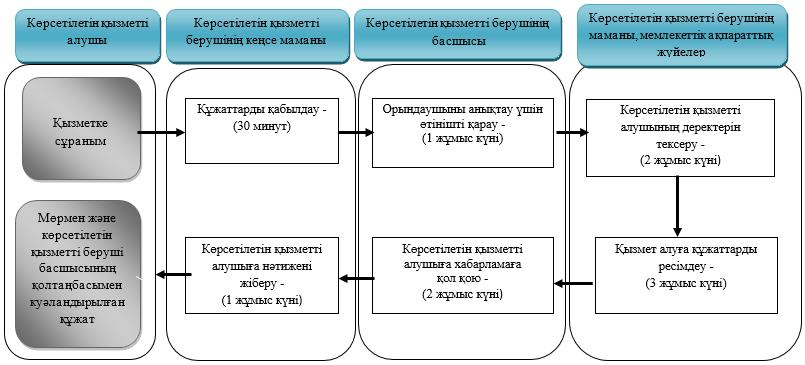 Көрсетілетін қызметті
алушы
Көрсетілетін қызметті
берушінің кеңсе маманы
Көрсетілетін қызметті берушінің
басшысы
Көрсетілетін қызметті берушінің
маманы, мемлекеттік ақпараттық
жүйелер
Қызметке
сұраным
Құжаттарды қабылдау -
(30 минут)
Орындаушыны анықтау үшін
өтінішті қарау -
(1 жұмыс күні)
Көрсетілетін қызметті
алушының деректерін
тексеру -
(2 жұмыс күні)
Мөрмен және
көрсетілетін
қызметті беруші
басшысының
қолтаңбасымен
куәландырылған
құжат
Көрсетілетін қызметті
алушыға нәтижені
жіберу -
(1 жұмыс күні)
Көрсетілетін қызметті
алушыға хабарламаға
қол қою -
(2 жұмыс күні)
Қызмет алуға құжаттарды
ресімдеу -
(3 жұмыс күні)